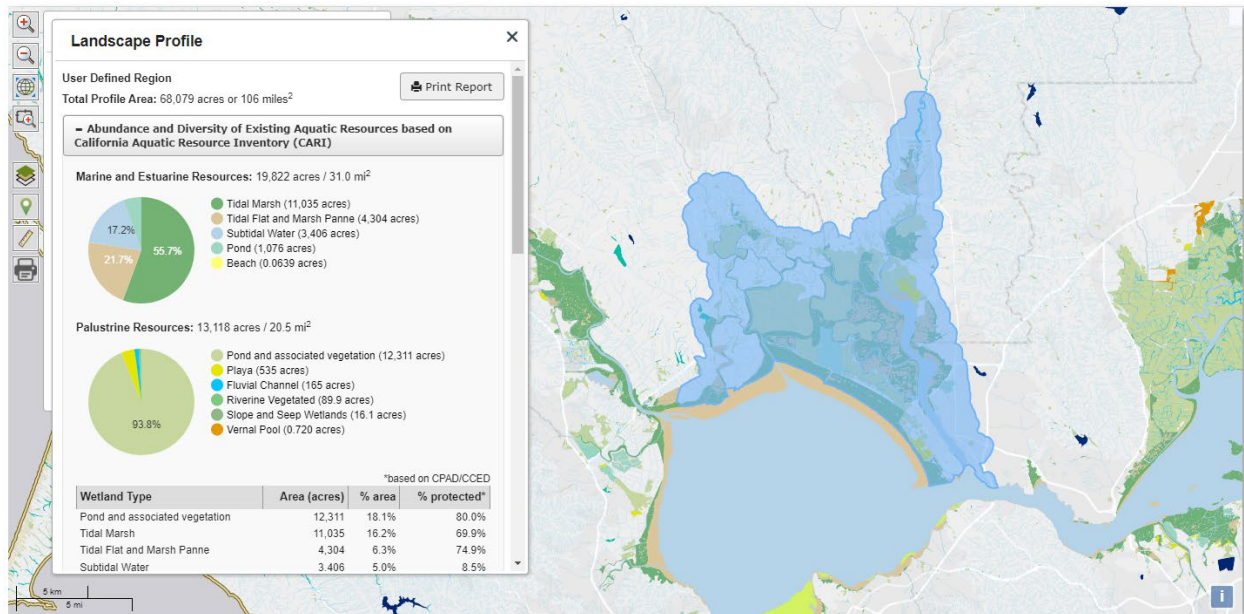 Landscape Profile
User Defined Region
Print Report
Total Profile Area: 68,079 acres or 106 miles²
– Abundance and Diversity of Existing Aquatic Resources based on
California Aquatic Resource Inventory (CARI)
Marine and Estuarine Resources: 19,822 acres / 31.0 mi²
17.2%
55.7%
21.7%
Tidal Marsh (11,035 acres)
Tidal Flat and Marsh Panne (4,304 acres)
Subtidal Water (3,406 acres)
Pond (1,076 acres)
Beach (0.0639 acres)
Palustrine Resources: 13,118 acres / 20.5 mi²
93.8%
Pond and associated vegetation (12,311 acres)
Playa (535 acres)
Fluvial Channel (165 acres)
Riverine Vegetated (89.9 acres)
Slope and Seep Wetlands (16.1 acres)
Vernal Pool (0.720 acres)
*based on CPAD/CCED
Wetland Type Area (acres) % area % protected*
Pond and associated vegetation 12,311 18.1% 80.0%
Tidal Marsh 11,035 16.2% 69.9%
Tidal Flat and Marsh Panne 4,304 6.3% 74.9%
Subtidal Water 3,406 5.0% 8.5%
5 km
5 mi
i